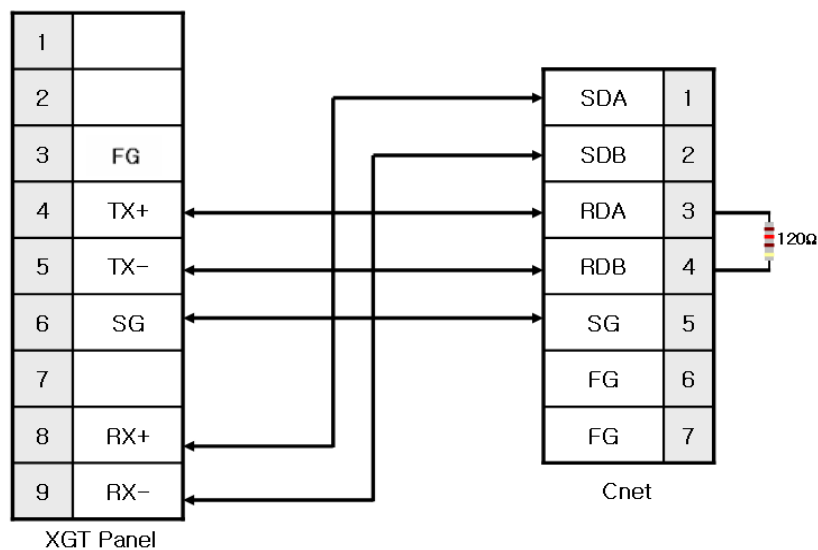 1
2
3 FG
4 TX+
5 TX-
6 SG
7
8 RX+
9 RX-
XGT Panel
SDA 1
SDB 2
RDA 3
RDB 4
SG 5
FG 6
FG 7
Cnet
120Ω